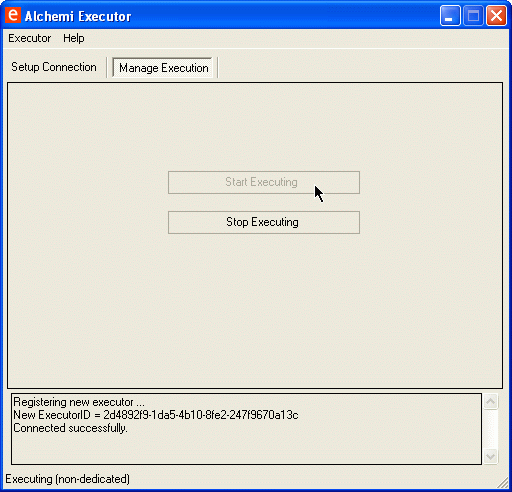 e Alchemi Executor
Executor Help
Setup Connection Manage Execution
Start Executing
Stop Executing
Registering new executor ...
New ExecutorID = 2d4892f9-1da5-4b10-8fe2-247f9670a13c
Connected successfully.
Executing (non-dedicated)